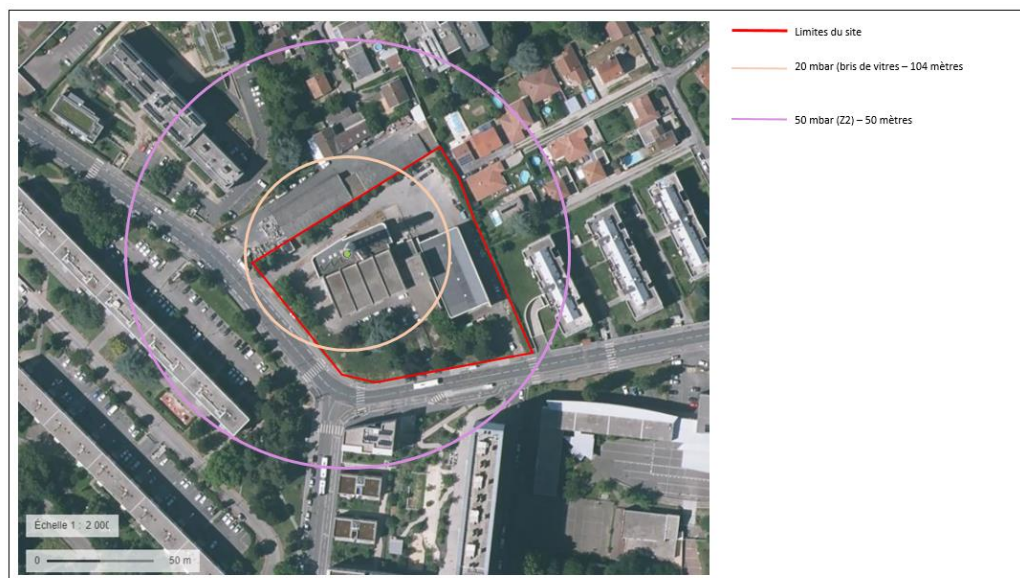 Limites du site
20 mbar (bris de vitres – 104 mètres
50 mbar (Z2) – 50 mètres
Échelle 1 : 2 000
0 50 m